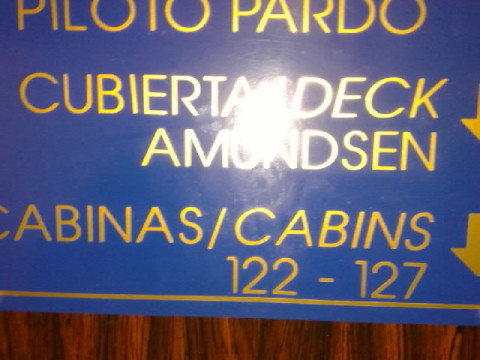 PILOTO PARDO
CUBIERTA/DECK
AMUNDSEN
CABINAS/CABINS
122 - 127